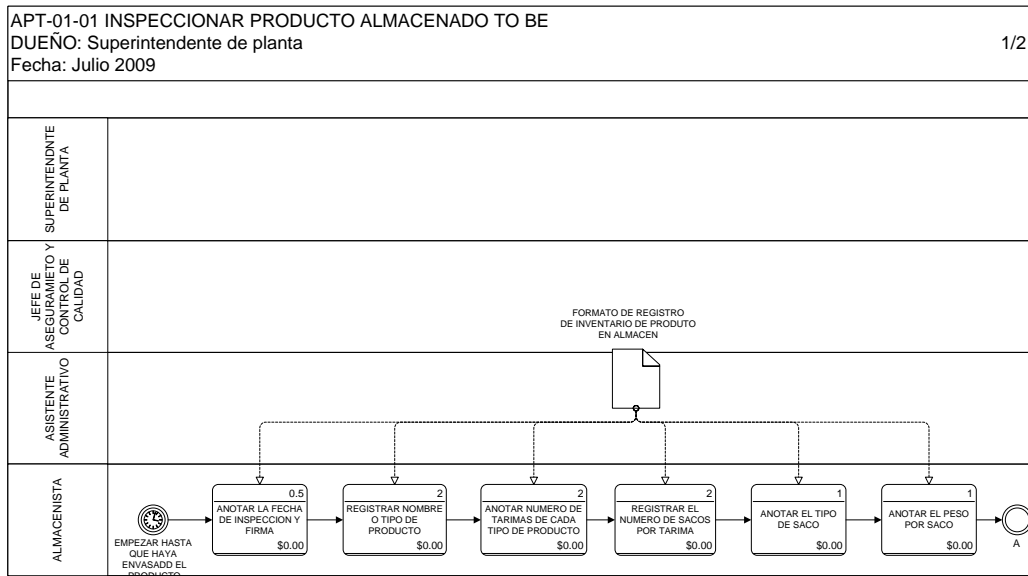 APT-01-01 INSPECCIONAR PRODUCTO ALMACENADO TO BE
DUEÑO: Superintendente de planta
1/2
Fecha: Julio 2009
SUPERINTENDNTE
DE PLANTA
JEFE DE
ASEGURAMIETO Y
CONTROL DE
CALIDAD
FORMATO DE REGISTRO
DE INVENTARIO DE PRODUTO
EN ALMACEN
ASISTENTE
ADMINISTRATIVO
ALMACENISTA
EMPEZAR HASTA
QUE HAYA
ENVASADD EL
PRODUCTO
0.5
ANOTAR LA FECHA
DE INSPECCION Y
FIRMA
$0.00
2
REGISTRAR NOMBRE
O TIPO DE
PRODUCTO
$0.00
2
ANOTAR NUMERO DE
TARIMAS DE CADA
TIPO DE PRODUCTO
$0.00
2
REGISTRAR EL
NUMERO DE SACOS
POR TARIMA
$0.00
1
ANOTAR EL TIPO
DE SACO
$0.00
1
ANOTAR EL PESO
POR SACO
$0.00
A